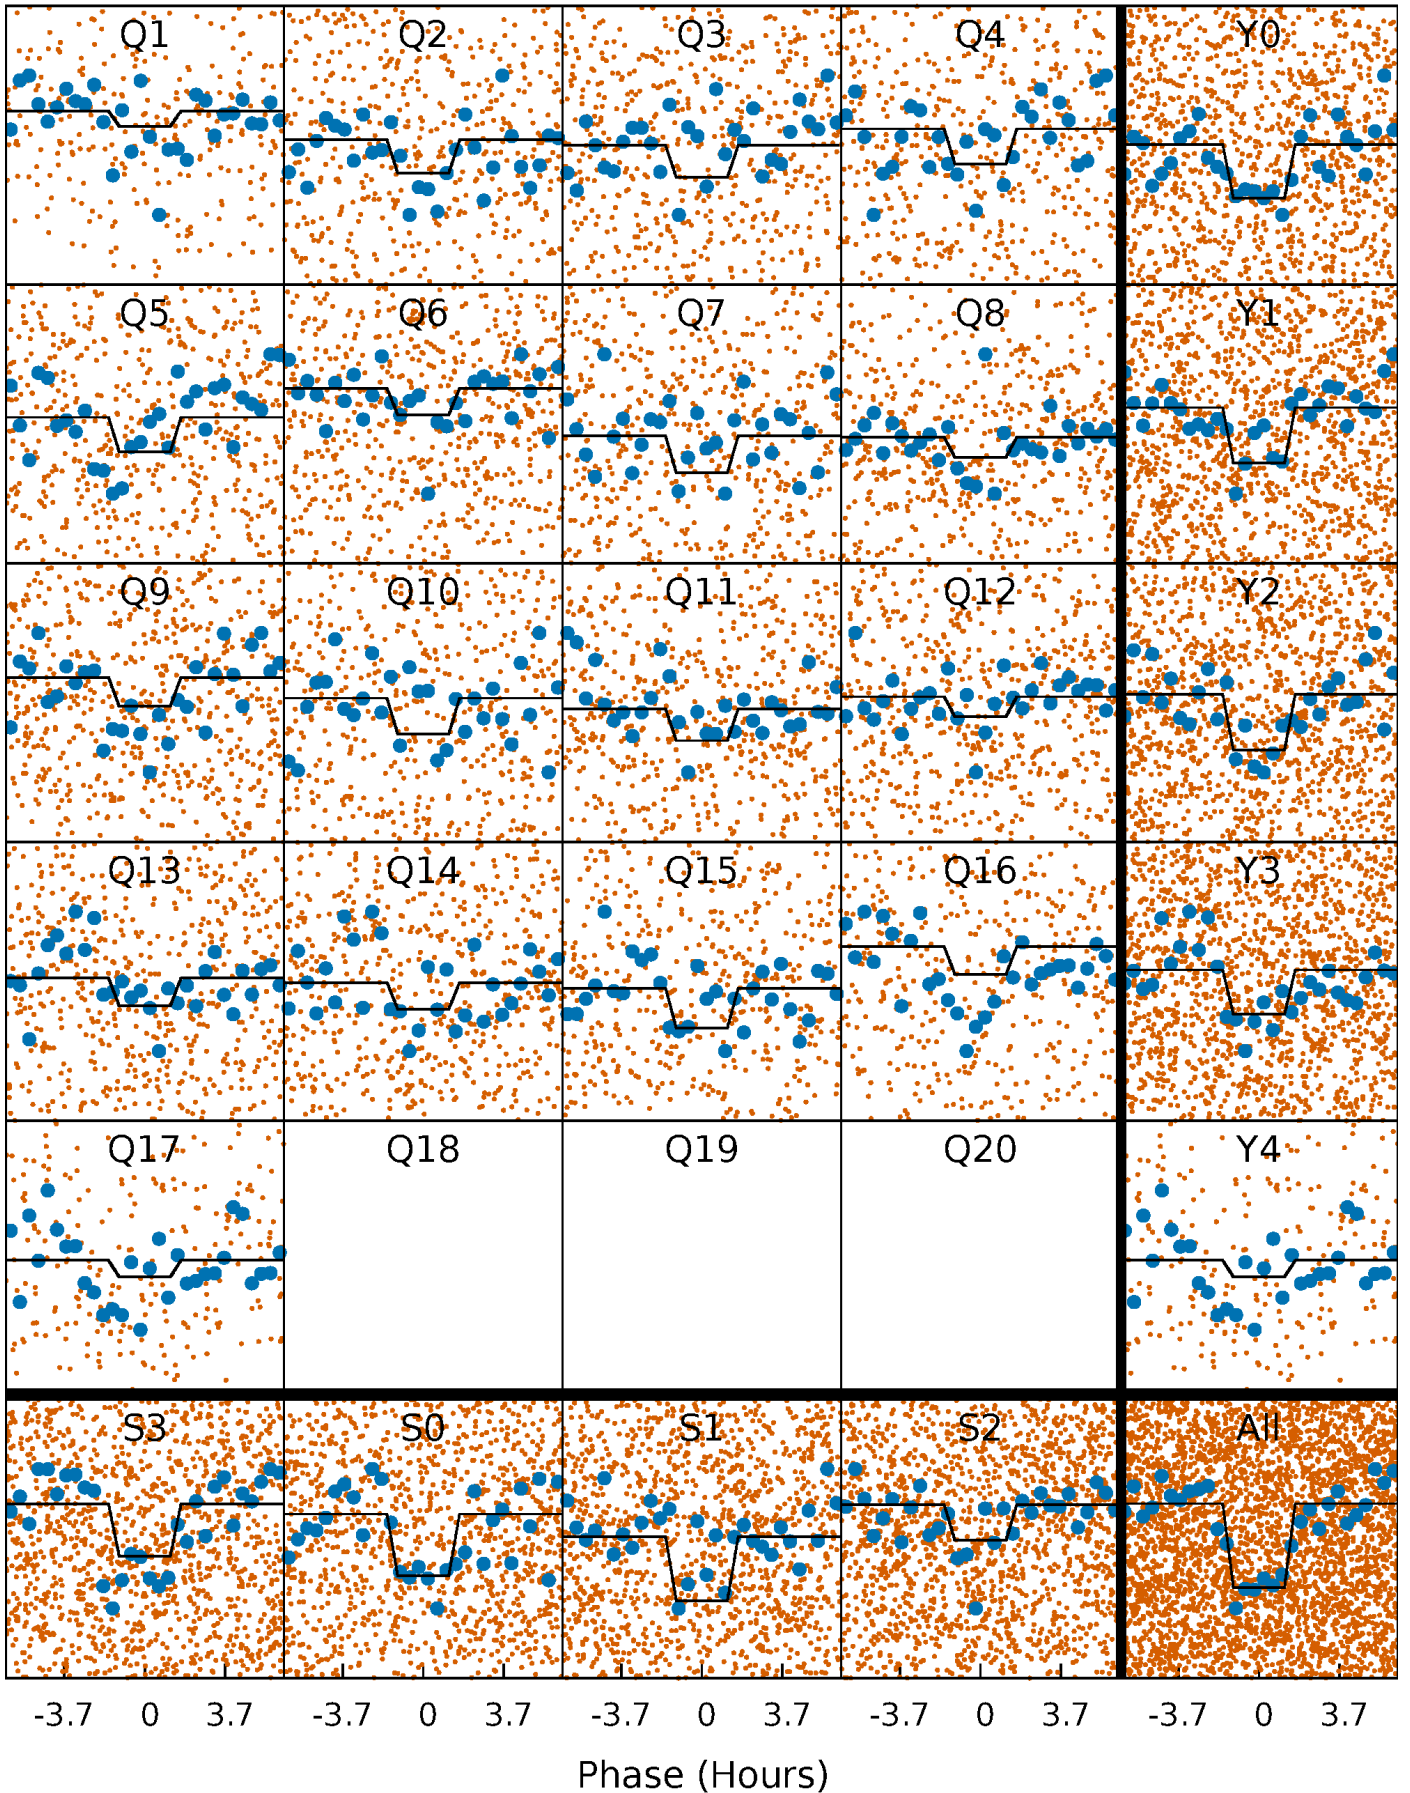 Q1 Q2 Q3 Q4 Y0
Q5 Q6 Q7 Q8 Y1
Q9 Q10 Q11 Q12 Y2
Q13 Q14 Q15 Q16 Y3
Q17 Q18 Q19 Q20 Y4
S3 S0 S1 S2 All
-3.7 0 3.7 -3.7 0 3.7 -3.7 0 3.7 -3.7 0 3.7 -3.7 0 3.7
Phase (Hours)